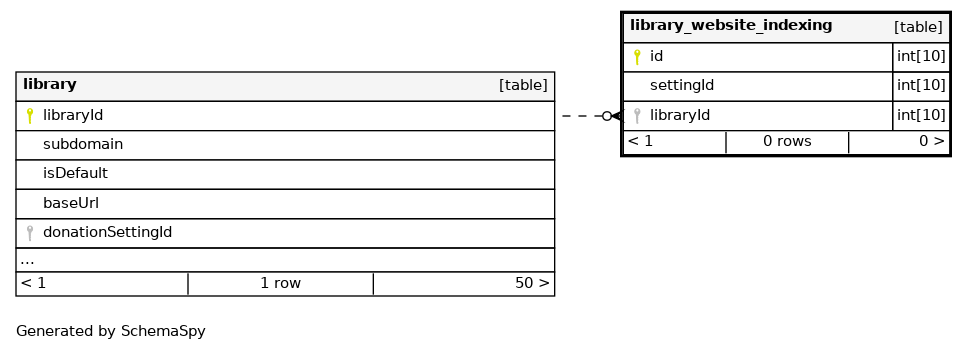 library_website_indexing [table]
id int[10]
settingId int[10]
libraryId int[10]
< 1 0 rows 0 >
library [table]
libraryId
subdomain
isDefault
baseUrl
donationSettingId
...
< 1 1 row 50 >
Generated by SchemaSpy